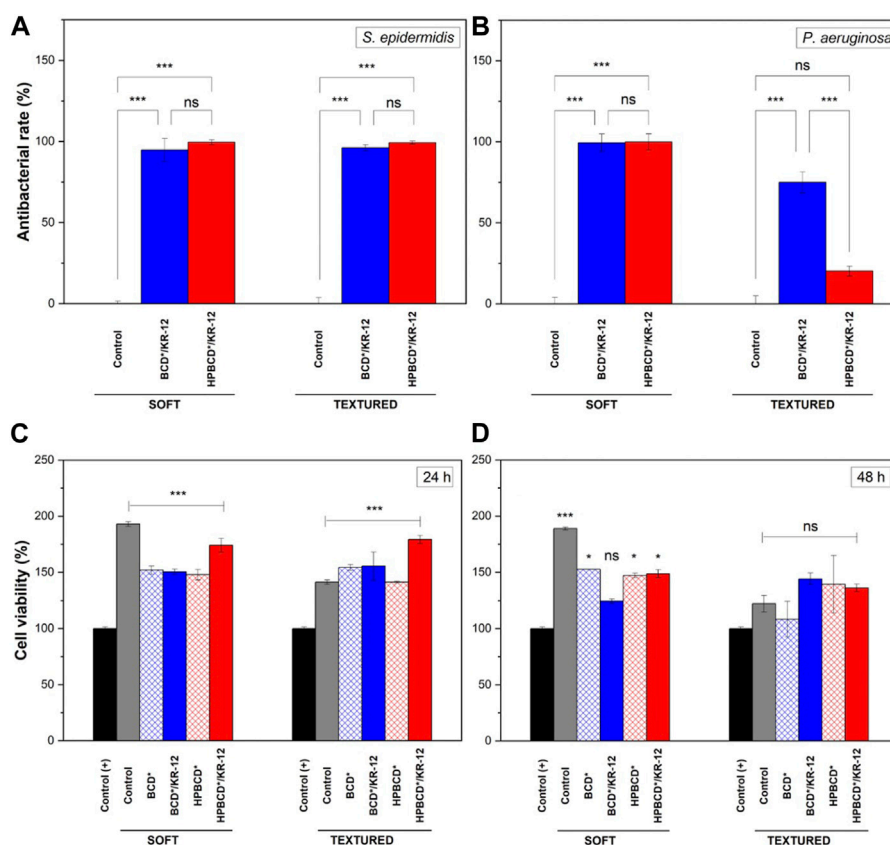 A
B
S. epidermidis
P. aeruginosa
Antibacterial rate (%)
150
100
50
0
***
***
ns
***
***
ns
Control
BCD*/KR-12
HPBCD*/KR-12
SOFT
Control
BCD*/KR-12
HPBCD*/KR-12
TEXTURED
150
100
50
0
***
***
ns
ns
***
***
Control
BCD*/KR-12
HPBCD*/KR-12
SOFT
Control
BCD*/KR-12
HPBCD*/KR-12
TEXTURED
C
D
24 h
48 h
Cell viability (%)
250
200
150
100
50
0
***
***
Control (+)
Control
BCD*
BCD*/KR-12
HPBCD*
HPBCD*/KR-12
SOFT
Control (+)
Control
BCD*
BCD*/KR-12
HPBCD*
HPBCD*/KR-12
TEXTURED
250
200
150
100
50
0
***
*
ns
*
*
ns
Control (+)
Control
BCD*
BCD*/KR-12
HPBCD*
HPBCD*/KR-12
SOFT
Control (+)
Control
BCD*
BCD*/KR-12
HPBCD*
HPBCD*/KR-12
TEXTURED